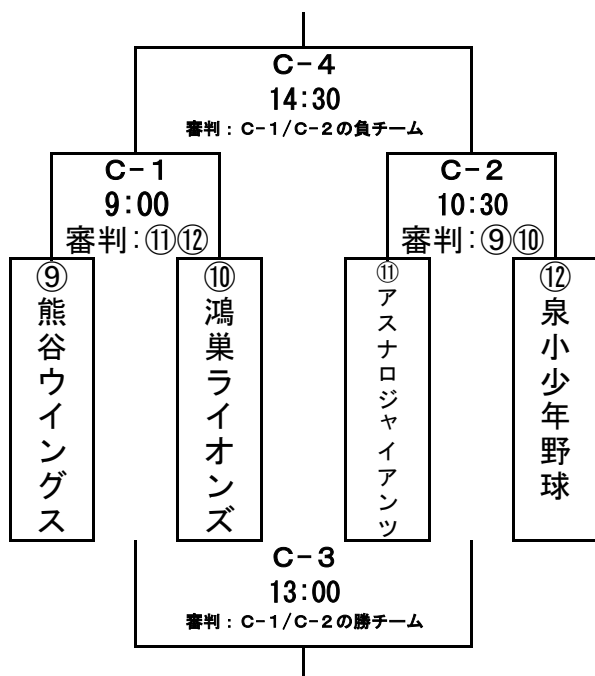 C-4
14:30
審判：C-1/C-2の負チーム
C-1
9:00
審判：⑪⑫
C-2
10:30
審判：⑨⑩
⑨熊谷ウイングス
⑩鴻巣ライオンズ
⑪アスナロジャイアンツ
⑫泉小少年野球
C-3
13:00
審判：C-1/C-2の勝チーム